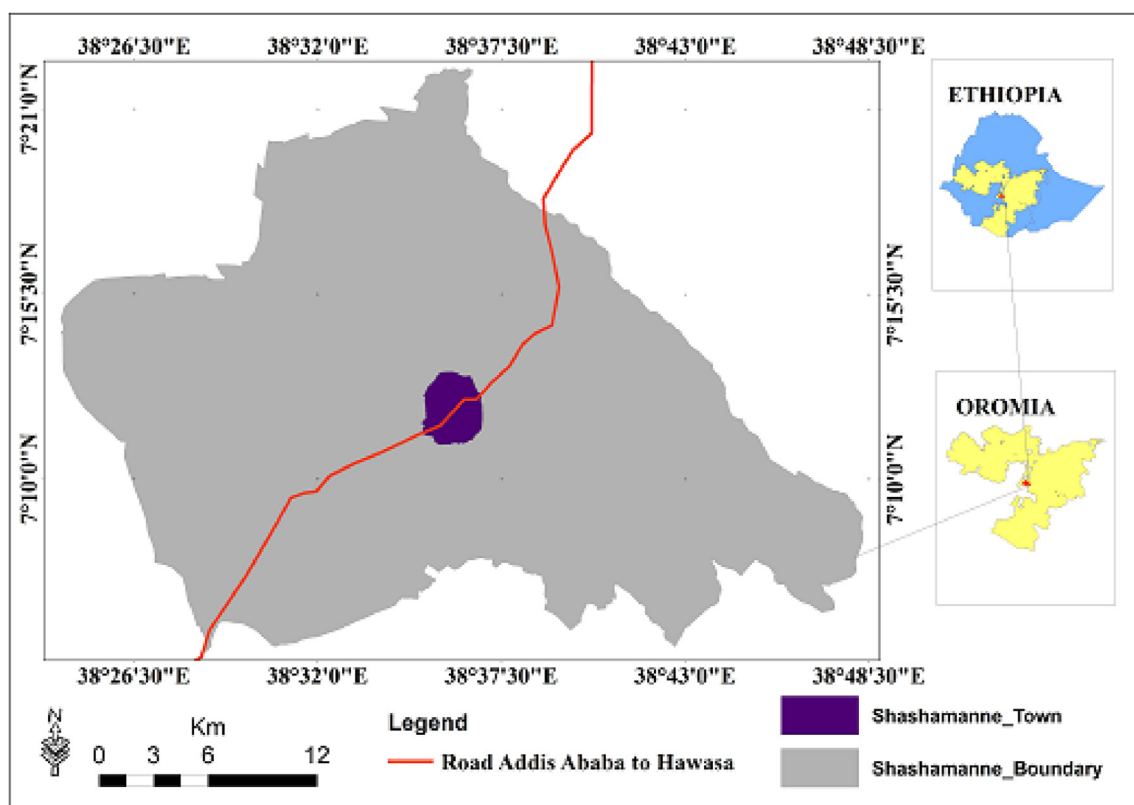 38°26'30"E 38°32'0"E 38°37'30"E 38°43'0"E 38°48'30"E
7°21'0"N
7°15'30"N
7°10'0"N
7°15'30"N
7°10'0"N
38°26'30"E 38°32'0"E 38°37'30"E 38°43'0"E 38°48'30"E
ETHIOPIA
OROMIA
N
Km
0 3 6 12
Legend
Road Addis Ababa to Hawasa
Shashamanne_Town
Shashamanne_Boundary